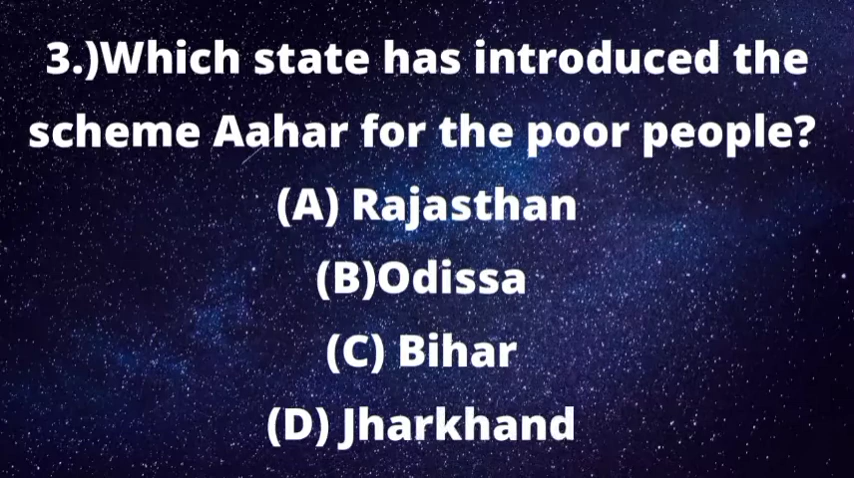 3.)Which state has introduced the
scheme Aahar for the poor people?
(A) Rajasthan
(B)Odissa
(C) Bihar
(D) Jharkhand